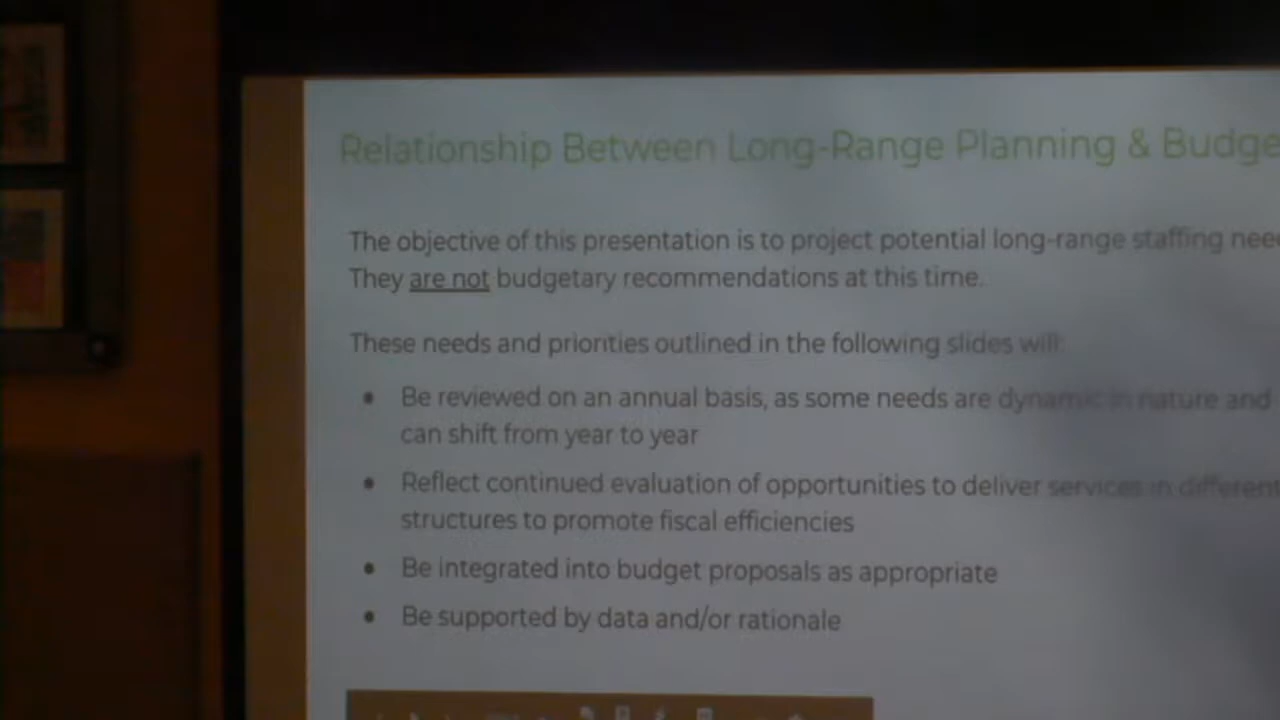 Relationship Between Long-Range Planning & Budge
The objective of this presentation is to project potential long-range staffing nee
They are not budgetary recommendations at this time.
These needs and priorities outlined in the following slides will:
• Be reviewed on an annual basis, as some needs are dynamic in nature and
can shift from year to year
• Reflect continued evaluation of opportunities to deliver services in different
structures to promote fiscal efficiencies
• Be integrated into budget proposals as appropriate
• Be supported by data and/or rationale